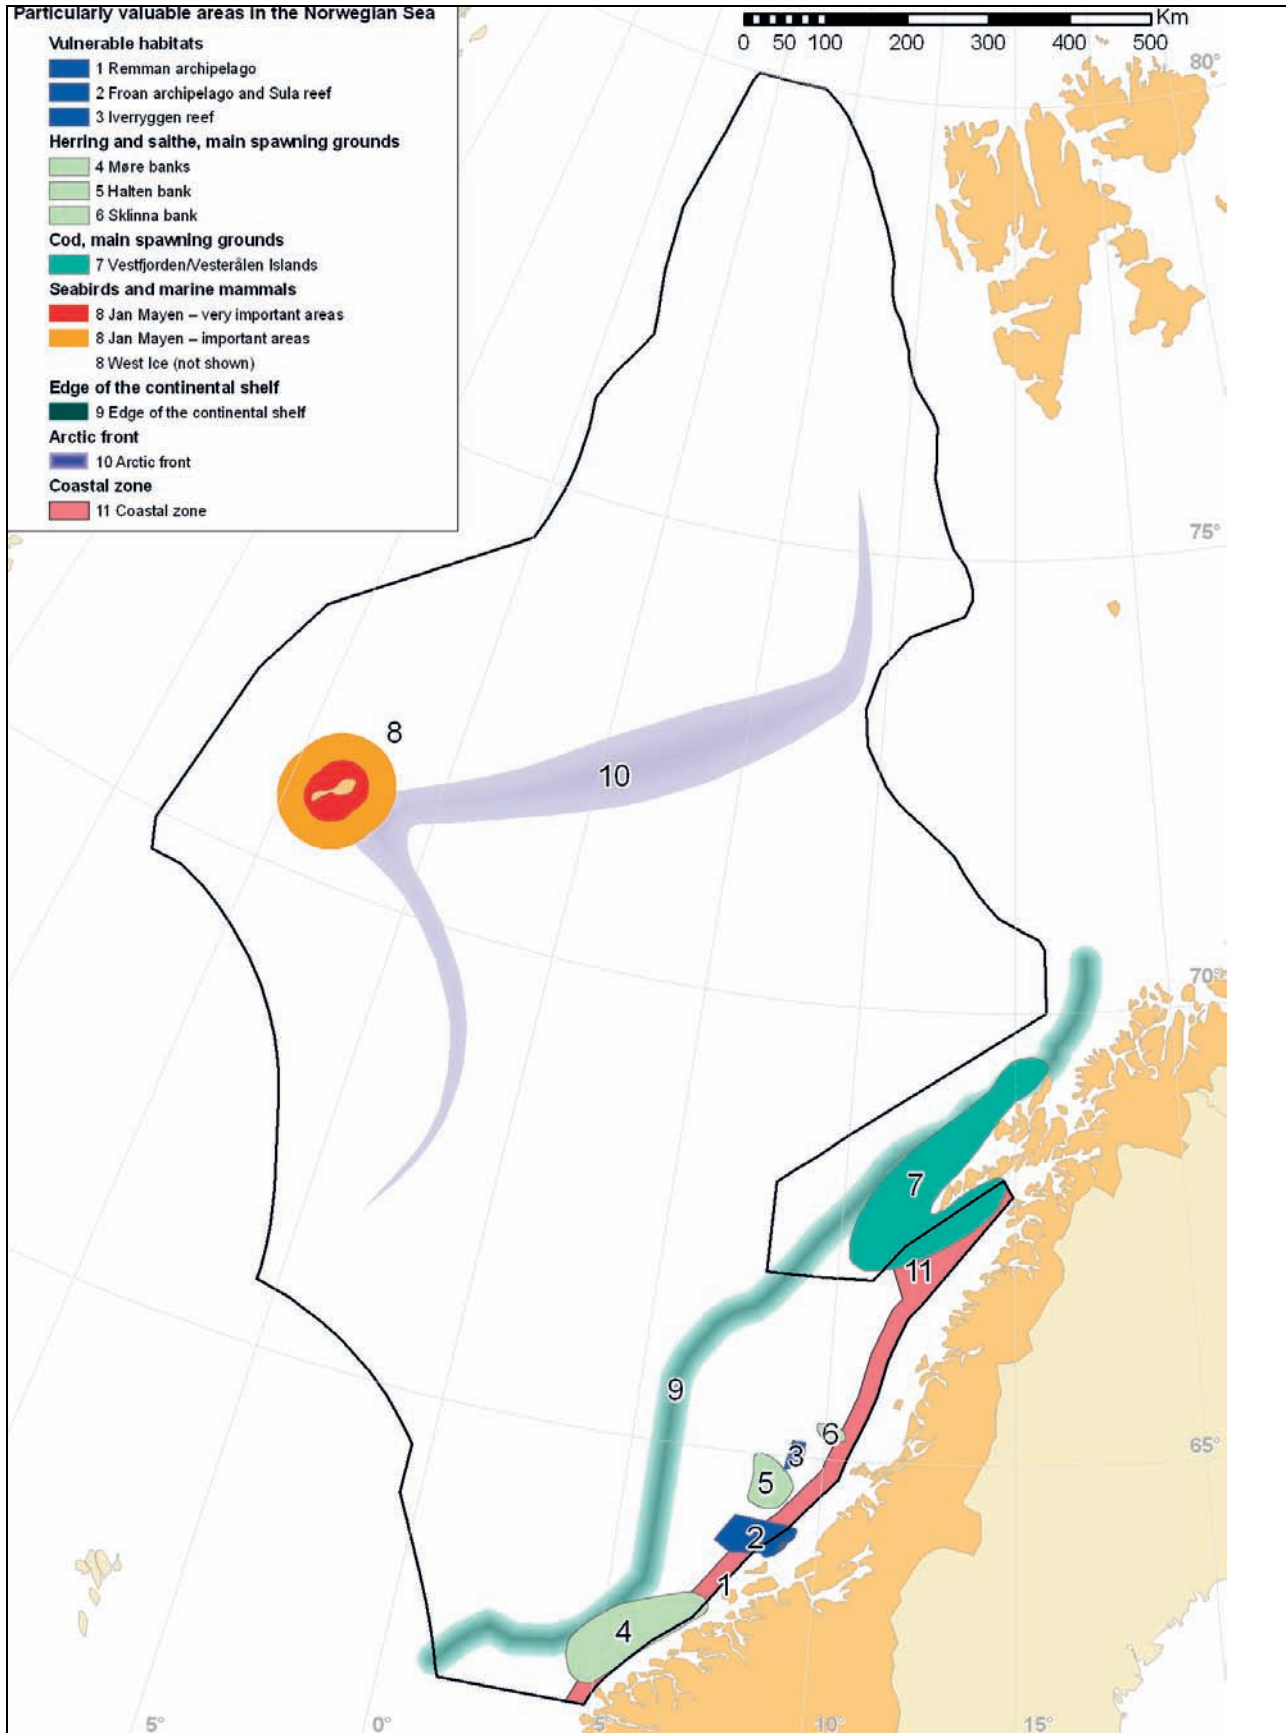 Particularly valuable areas in the Norwegian Sea
Vulnerable habitats
1 Remman archipelago
2 Froan archipelago and Sula reef
3 Iverryggen reef
Herring and saithe, main spawning grounds
4 Møre banks
5 Halten bank
6 Sklinna bank
Cod, main spawning grounds
7 Vestfjorden/Vesterålen Islands
Seabirds and marine mammals
8 Jan Mayen – very important areas
8 Jan Mayen – important areas
8 West Ice (not shown)
Edge of the continental shelf
9 Edge of the continental shelf
Arctic front
10 Arctic front
Coastal zone
11 Coastal zone
Km
0 50 100 200 300 400 500
80°
75°
8
10
70°
7
11
9
6
65°
3
5
2
1
4
5° 0° 5° 10° 15°